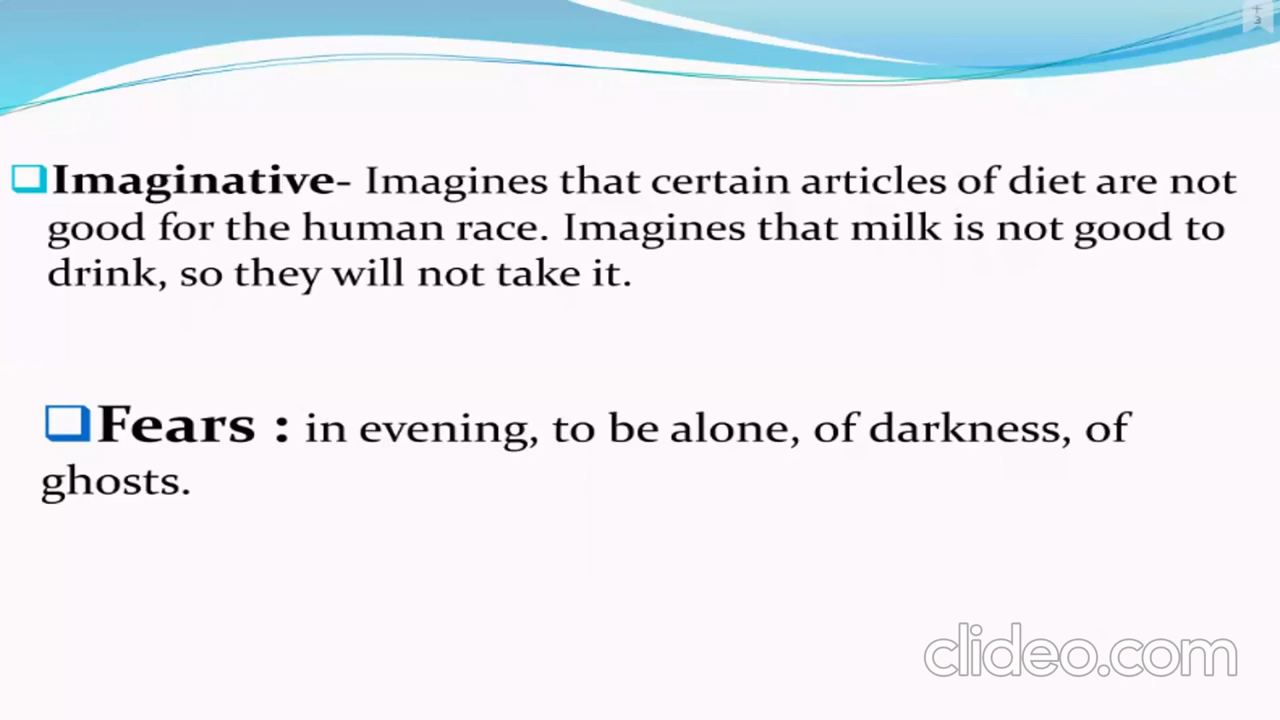 Imaginative- Imagines that certain articles of diet are not
good for the human race. Imagines that milk is not good to
drink, so they will not take it.
Fears : in evening, to be alone, of darkness, of
ghosts.
clideo.com